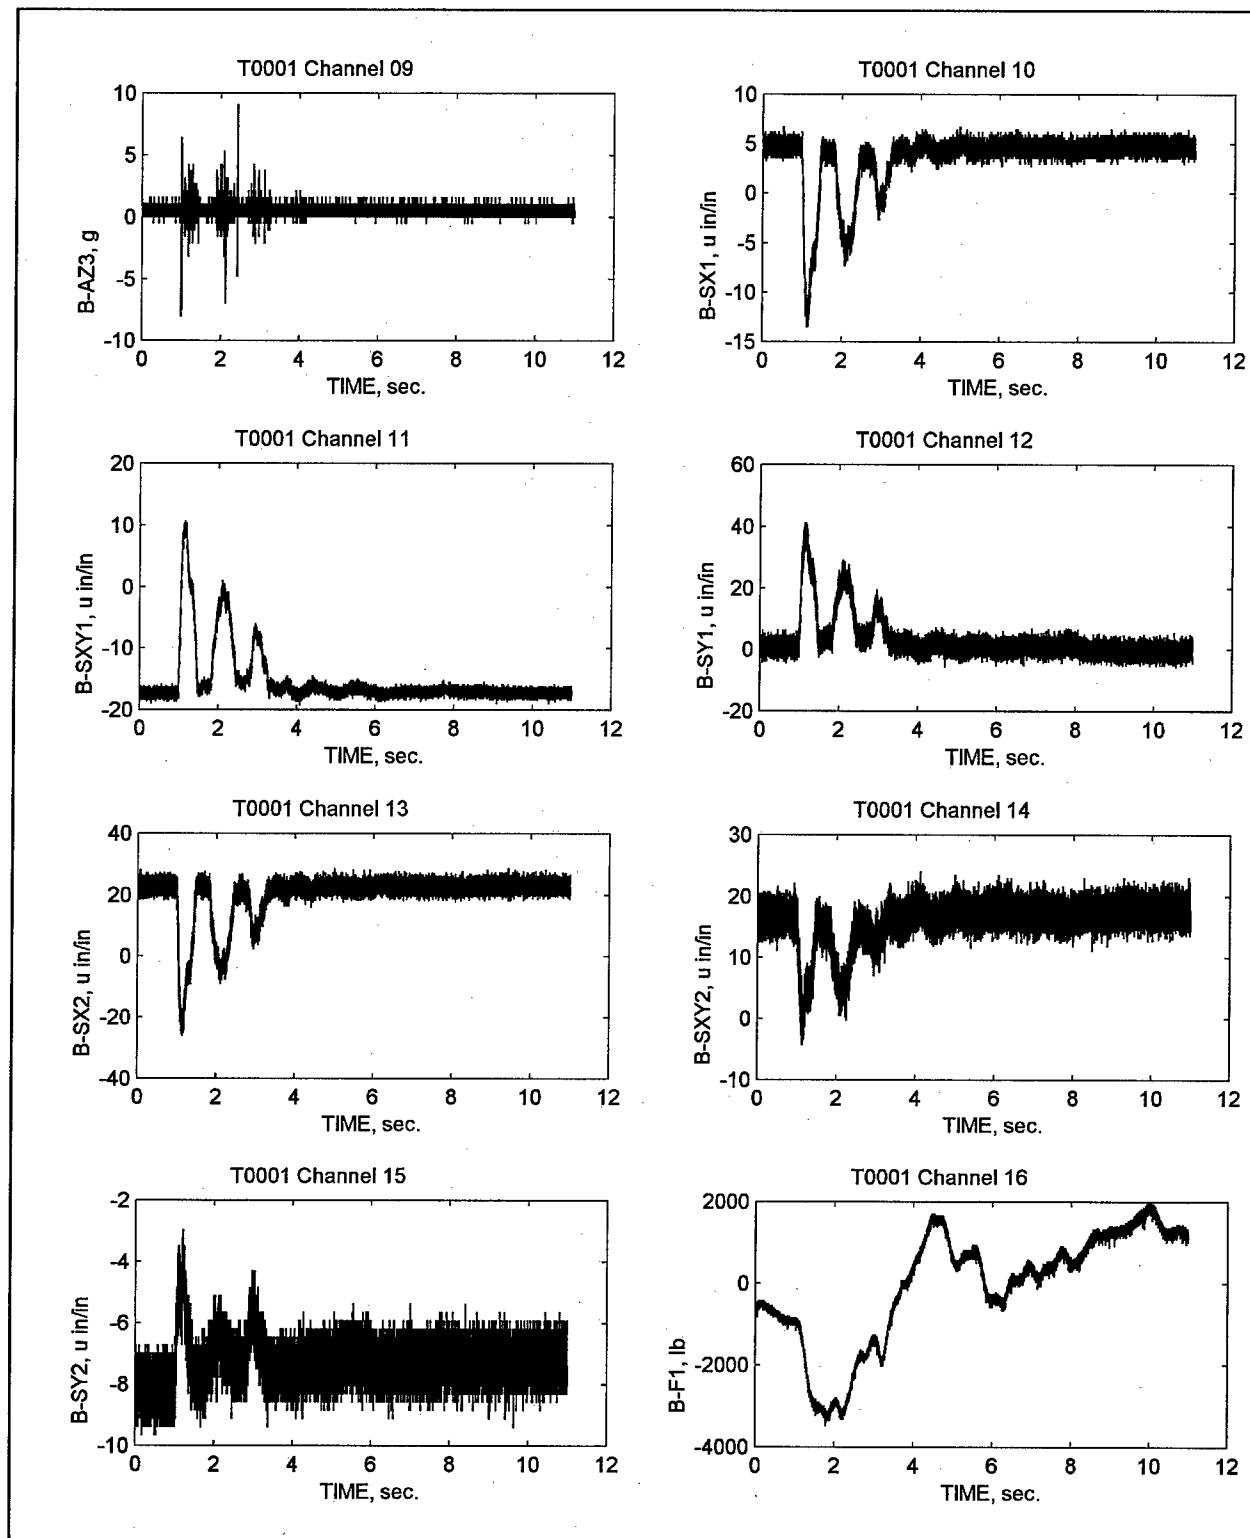 T0001 Channel 09
10
5
0
-5
-10
B-AZ3, g
0 2 4 6 8 10 12
TIME, sec.
T0001 Channel 10
10
5
0
-5
-10
-15
B-SX1, u in/in
0 2 4 6 8 10 12
TIME, sec.
T0001 Channel 11
20
10
0
-10
-20
B-SXY1, u in/in
0 2 4 6 8 10 12
TIME, sec.
T0001 Channel 12
60
40
20
0
-20
B-SY1, u in/in
0 2 4 6 8 10 12
TIME, sec.
T0001 Channel 13
40
20
0
-20
-40
B-SX2, u in/in
0 2 4 6 8 10 12
TIME, sec.
T0001 Channel 14
30
20
10
0
-10
B-SXY2, u in/in
0 2 4 6 8 10 12
TIME, sec.
T0001 Channel 15
-2
-4
-6
-8
-10
B-SY2, u in/in
0 2 4 6 8 10 12
TIME, sec.
T0001 Channel 16
2000
0
-2000
-4000
B-F1, lb
0 2 4 6 8 10 12
TIME, sec.